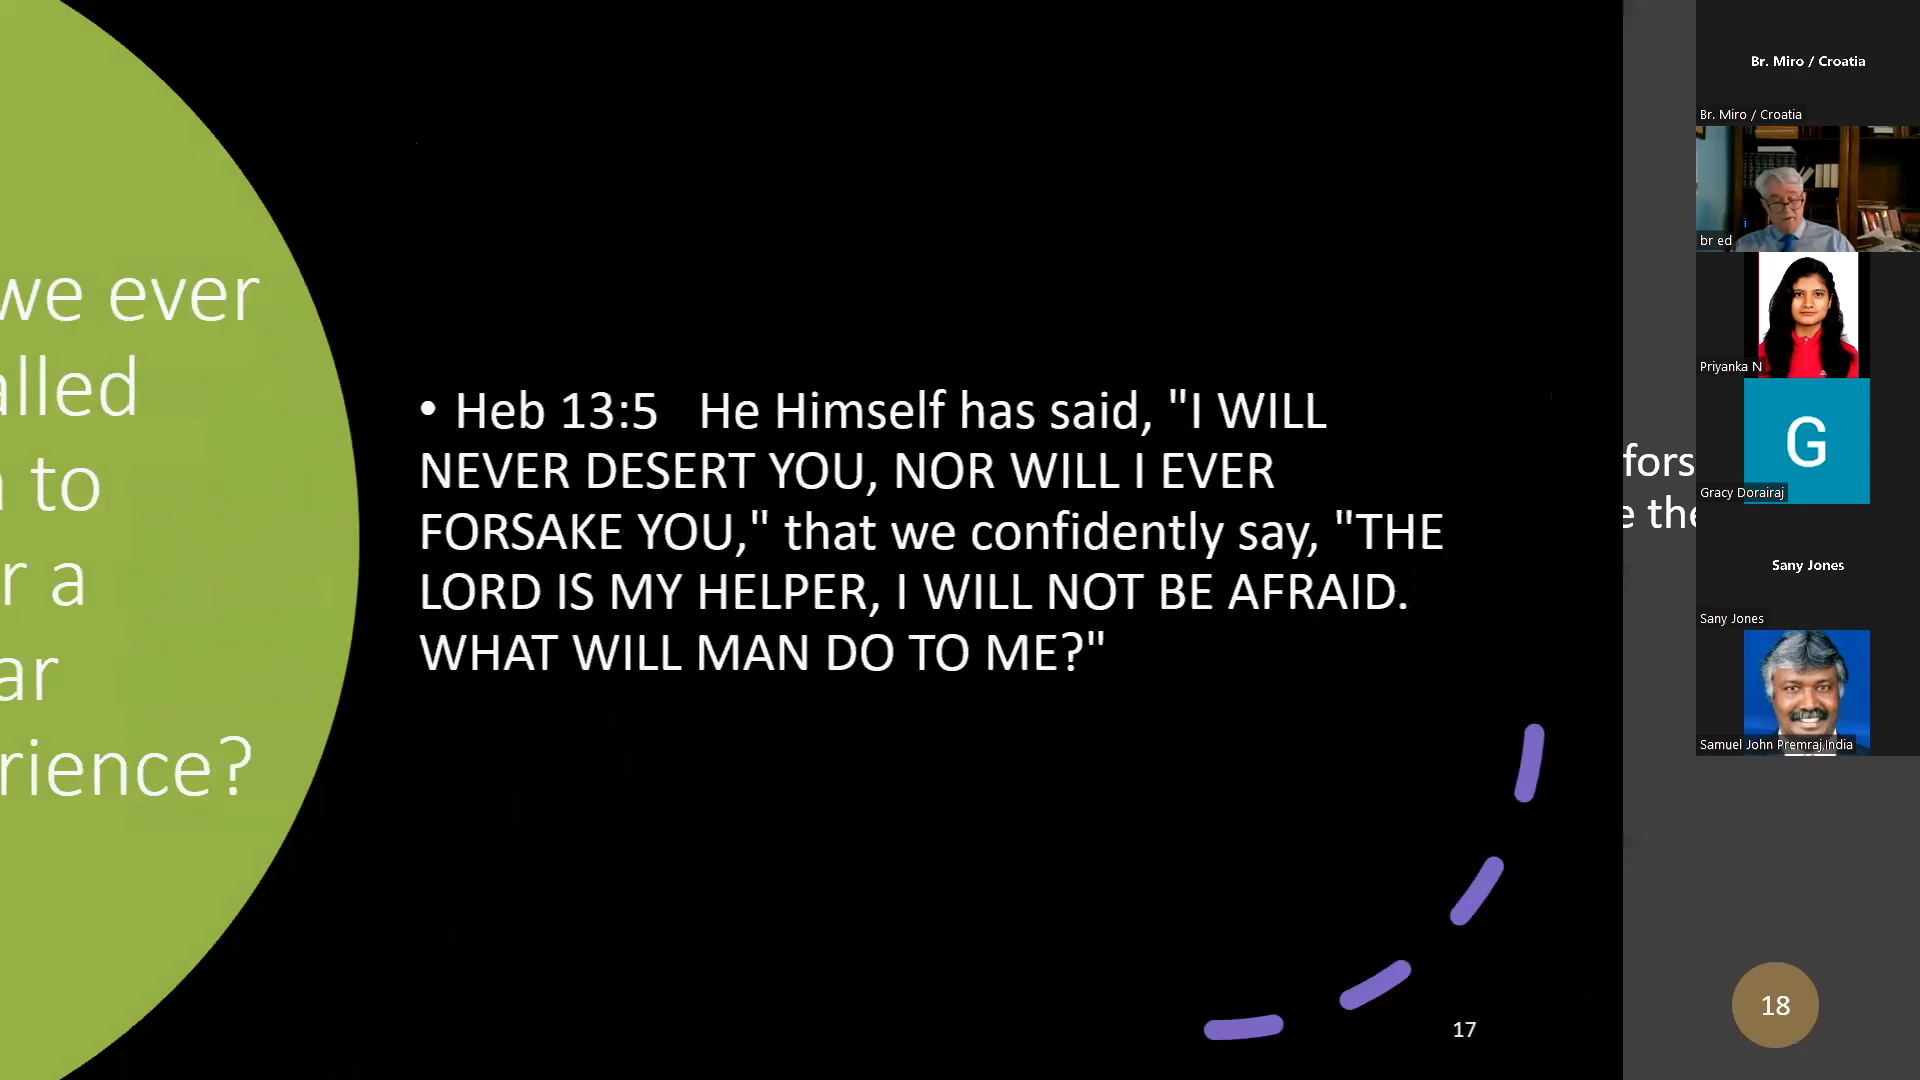 we ever
alled
to
r a
ar
rience?
• Heb 13:5 He Himself has said, "I WILL
NEVER DESERT YOU, NOR WILL I EVER
FORSAKE YOU," that we confidently say, "THE
LORD IS MY HELPER, I WILL NOT BE AFRAID.
WHAT WILL MAN DO TO ME?"
17
fors
e the
18
Br. Miro / Croatia
Br. Miro / Croatia
br ed
Priyanka N
G
Gracy Dorairaj
Sany Jones
Sany Jones
Samuel John Premraj,India